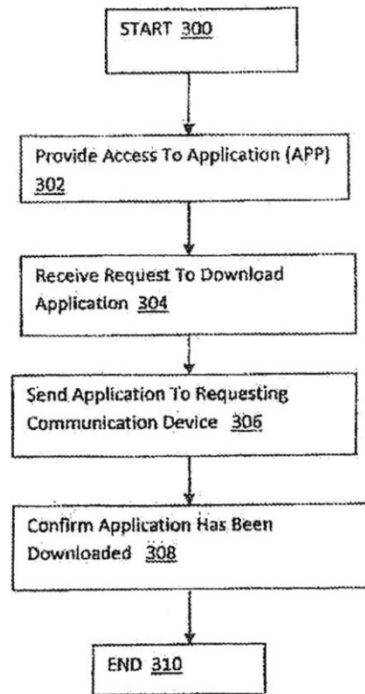 START 300
Provide Access To Application (APP)
302
Receive Request To Download
Application 304
Send Application To Requesting
Communication Device 306
Confirm Application Has Been
Downloaded 308
END 310